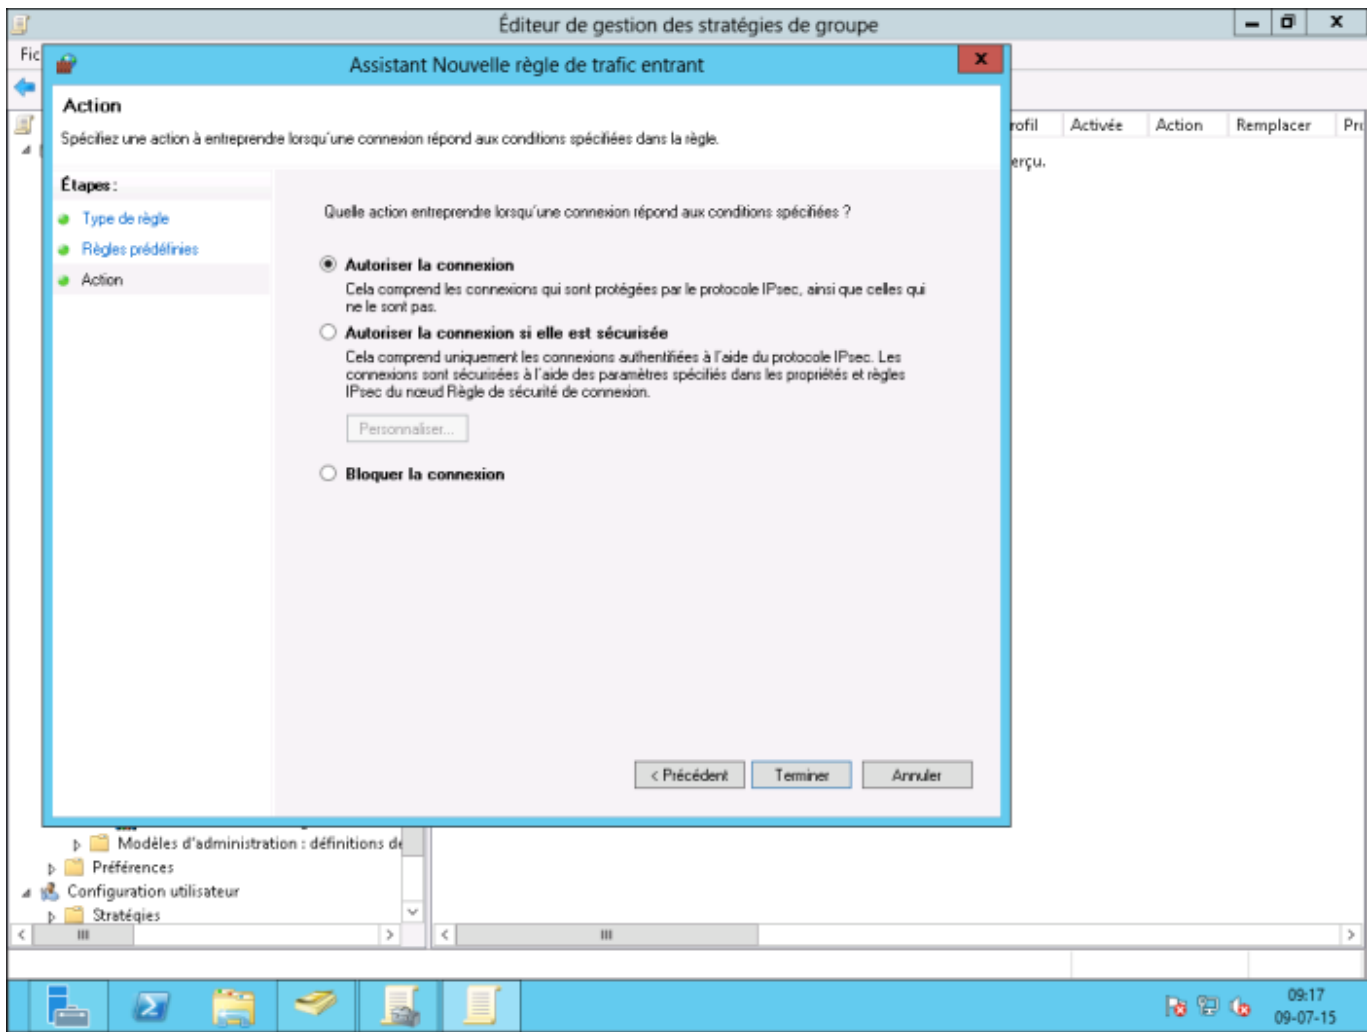 Éditeur de gestion des stratégies de groupe
Fic
Assistant Nouvelle règle de trafic entrant
Action
Spécifiez une action à entreprendre lorsqu'une connexion répond aux conditions spécifiées dans la règle.
rofil Activée Action Remplacer Pro
erçu.
Étapes :
Type de règle
Règles prédéfinies
Action
Quelle action entreprendre lorsqu'une connexion répond aux conditions spécifiées ?
Autoriser la connexion
Cela comprend les connexions qui sont protégées par le protocole IPsec, ainsi que celles qui
ne le sont pas.
Autoriser la connexion si elle est sécurisée
Cela comprend uniquement les connexions authentifiées à l'aide du protocole IPsec. Les
connexions sont sécurisées à l'aide des paramètres spécifiés dans les propriétés et règles
IPsec du nœud Règle de sécurité de connexion.
Personnaliser...
Bloquer la connexion
< Précédent Terminer Annuler
Modèles d'administration : définitions de
Préférences
Configuration utilisateur
Stratégies
09:17
09-07-15